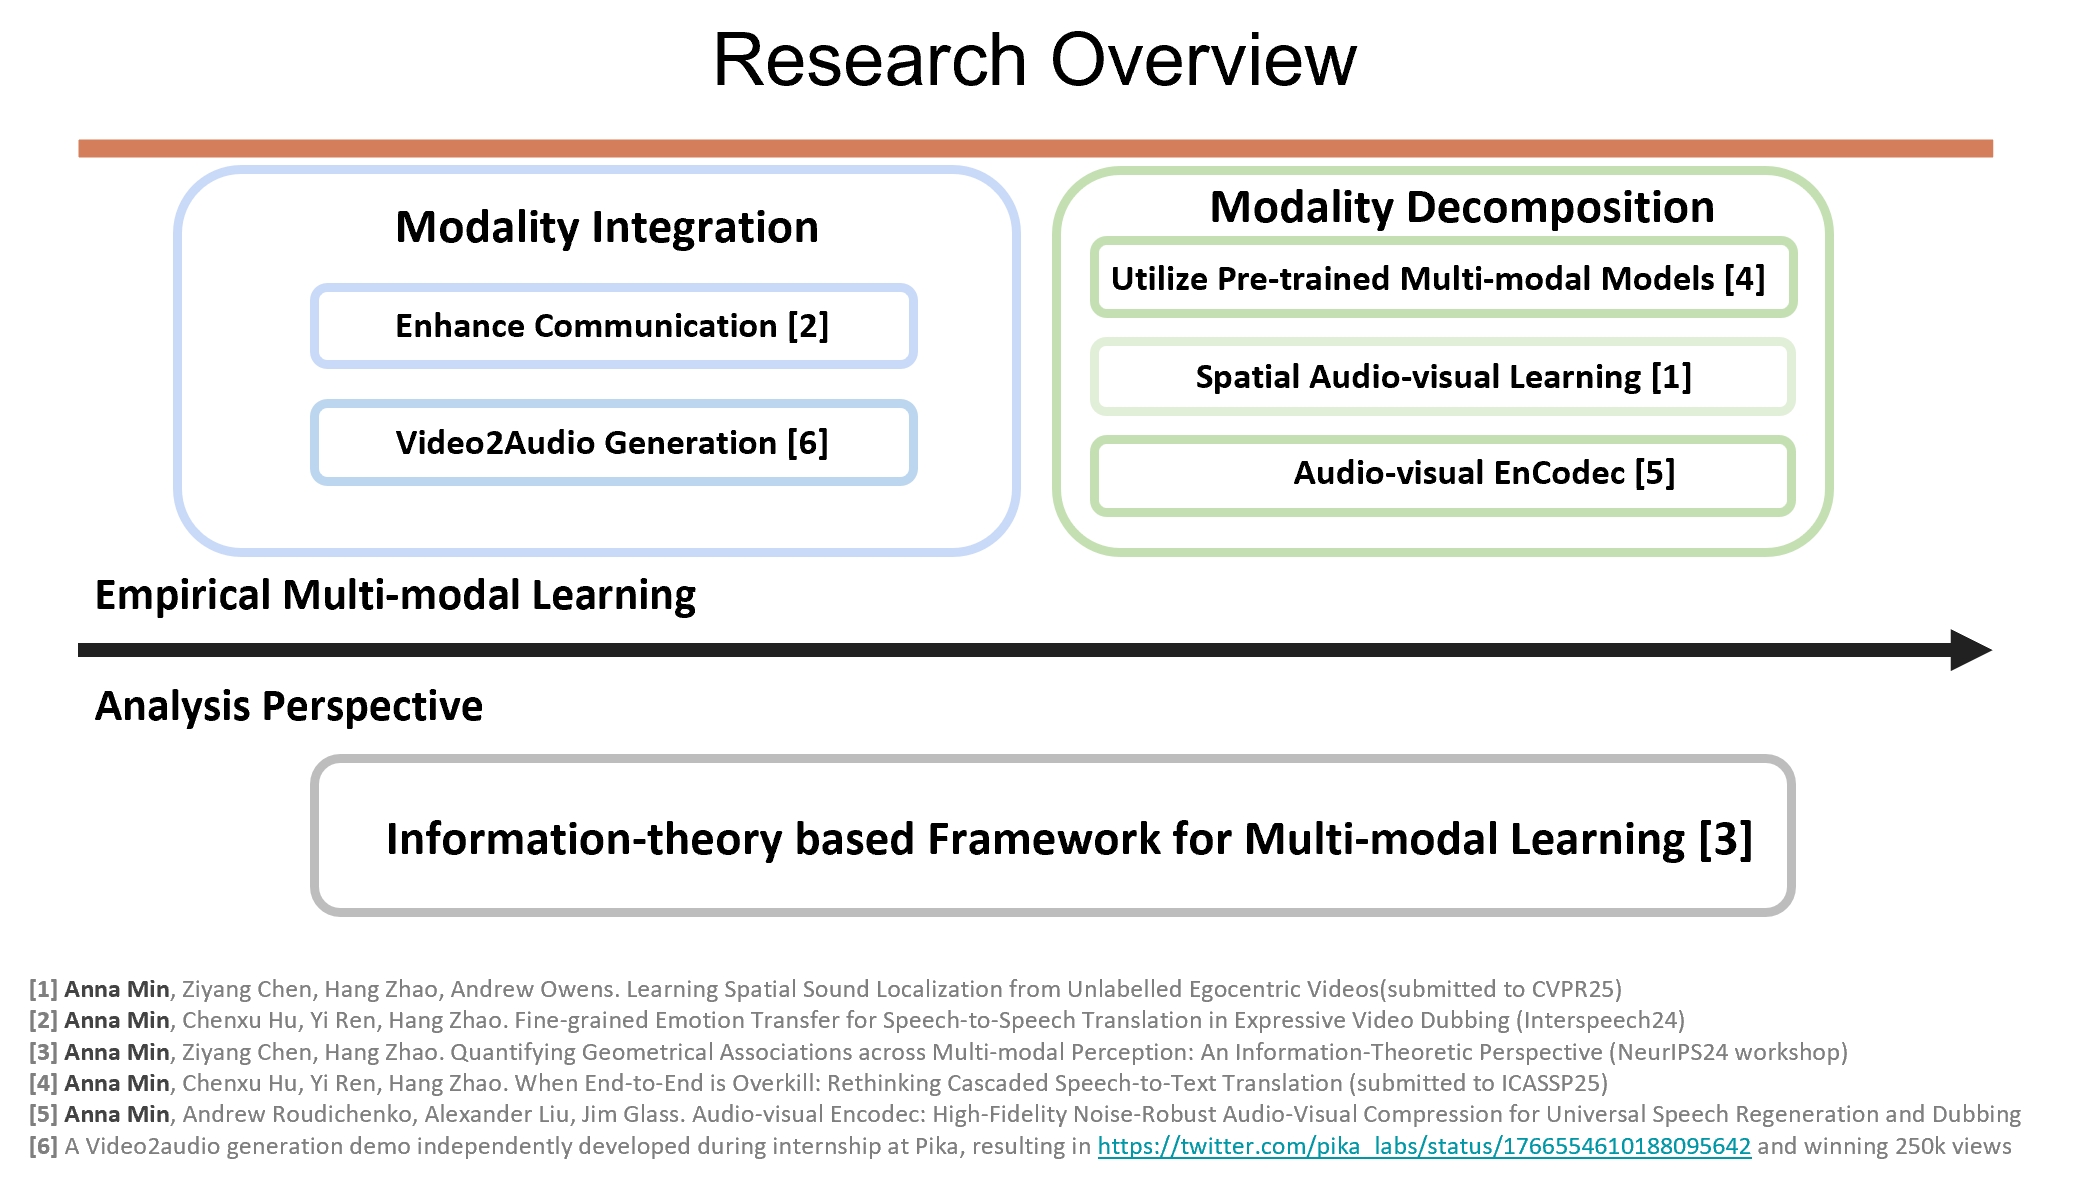 Research Overview
Modality Integration
Enhance Communication [2]
Video2Audio Generation [6]
Modality Decomposition
Utilize Pre-trained Multi-modal Models [4]
Spatial Audio-visual Learning [1]
Audio-visual EnCodec [5]
Empirical Multi-modal Learning
Analysis Perspective
Information-theory based Framework for Multi-modal Learning [3]
[1] Anna Min, Ziyang Chen, Hang Zhao, Andrew Owens. Learning Spatial Sound Localization from Unlabelled Egocentric Videos(submitted to CVPR25)
[2] Anna Min, Chenxu Hu, Yi Ren, Hang Zhao. Fine-grained Emotion Transfer for Speech-to-Speech Translation in Expressive Video Dubbing (Interspeech24)
[3] Anna Min, Ziyang Chen, Hang Zhao. Quantifying Geometrical Associations across Multi-modal Perception: An Information-Theoretic Perspective (NeurIPS24 workshop)
[4] Anna Min, Chenxu Hu, Yi Ren, Hang Zhao. When End-to-End is Overkill: Rethinking Cascaded Speech-to-Text Translation (submitted to ICASSP25)
[5] Anna Min, Andrew Roudichenko, Alexander Liu, Jim Glass. Audio-visual Encodec: High-Fidelity Noise-Robust Audio-Visual Compression for Universal Speech Regeneration and Dubbing
[6] A Video2audio generation demo independently developed during internship at Pika, resulting in https://twitter.com/pika_labs/status/1766554610188095642 and winning 250k views